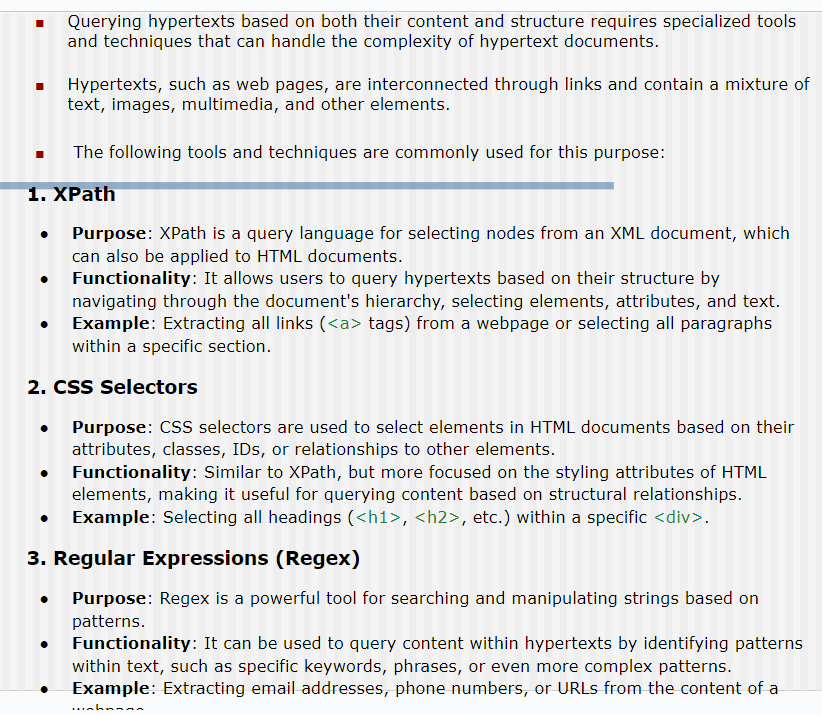 Querying hypertexts based on both their content and structure requires specialized tools
and techniques that can handle the complexity of hypertext documents.
Hypertexts, such as web pages, are interconnected through links and contain a mixture of
text, images, multimedia, and other elements.
The following tools and techniques are commonly used for this purpose:
1. XPath
Purpose: XPath is a query language for selecting nodes from an XML document, which
can also be applied to HTML documents.
Functionality: It allows users to query hypertexts based on their structure by
navigating through the document's hierarchy, selecting elements, attributes, and text.
Example: Extracting all links (<a> tags) from a webpage or selecting all paragraphs
within a specific section.
2. CSS Selectors
Purpose: CSS selectors are used to select elements in HTML documents based on their
attributes, classes, IDs, or relationships to other elements.
Functionality: Similar to XPath, but more focused on the styling attributes of HTML
elements, making it useful for querying content based on structural relationships.
Example: Selecting all headings (<h1>, <h2>, etc.) within a specific <div>.
3. Regular Expressions (Regex)
Purpose: Regex is a powerful tool for searching and manipulating strings based on
patterns.
Functionality: It can be used to query content within hypertexts by identifying patterns
within text, such as specific keywords, phrases, or even more complex patterns.
Example: Extracting email addresses, phone numbers, or URLs from the content of a